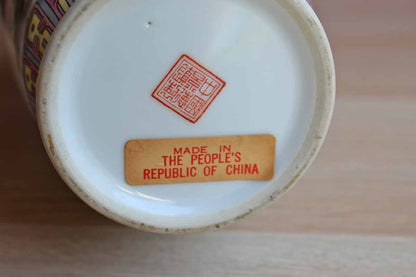 MADE IN
THE PEOPLE'S
REPUBLIC OF CHINA